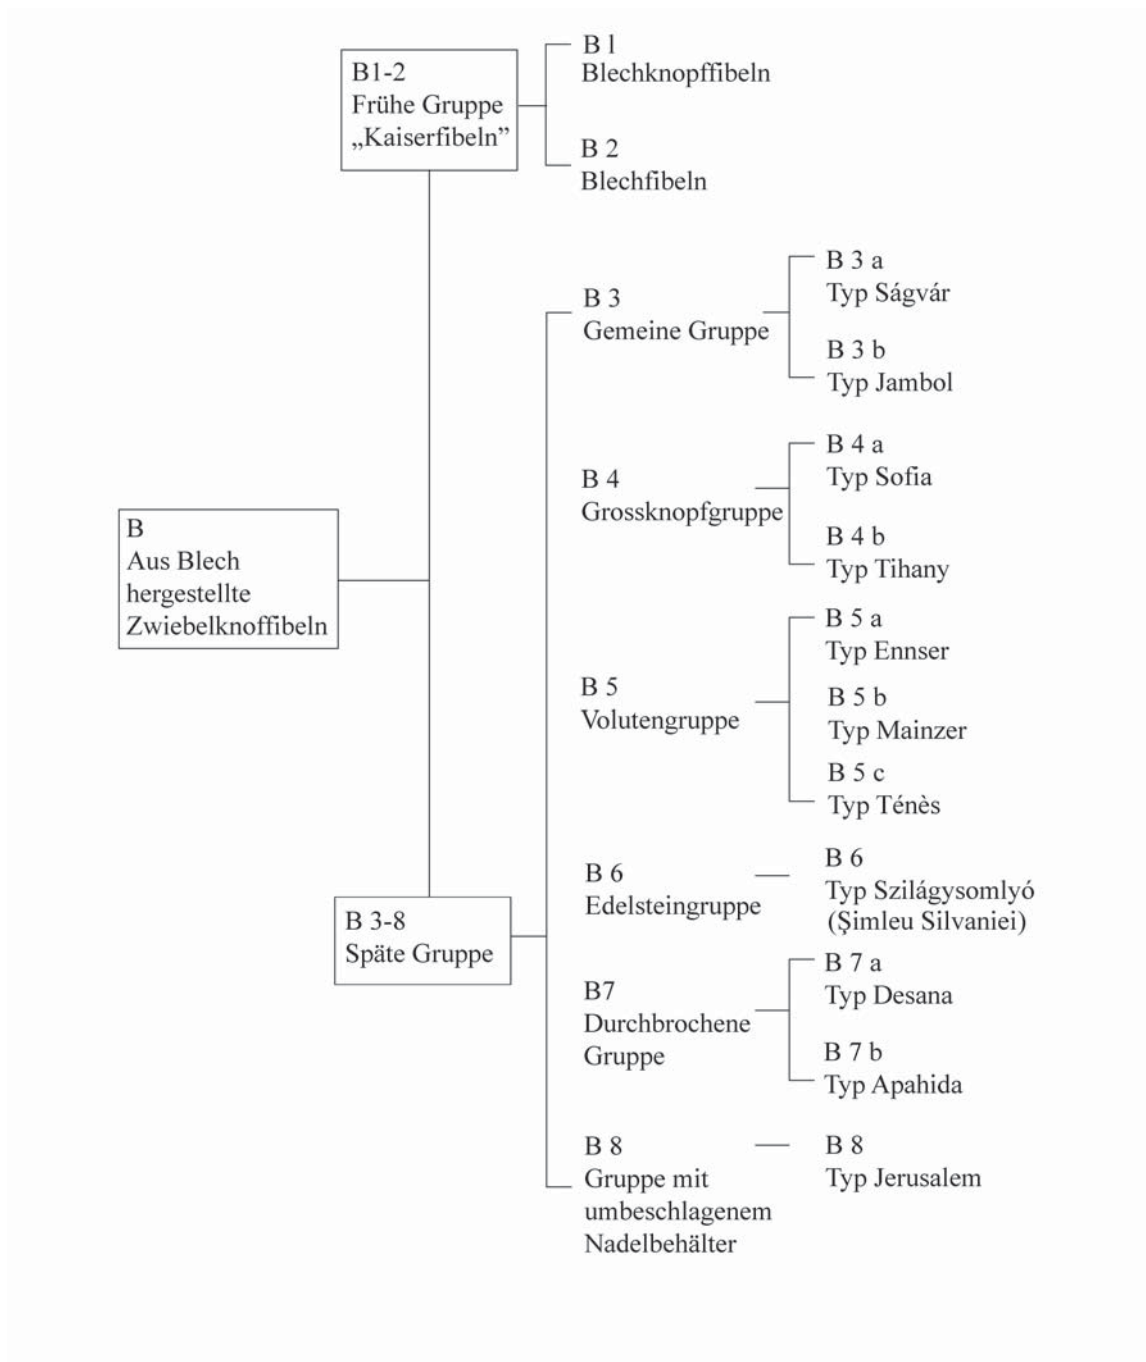 B
Aus Blech
hergestellte
Zwiebelknoffibeln
B1-2
Frühe Gruppe
„Kaiserfibeln”
B 1
Blechknopffibeln
B 2
Blechfibeln
B 3-8
Späte Gruppe
B 3
Gemeine Gruppe
B 3 a
Typ Ságvár
B 3 b
Typ Jambol
B 4
Grossknopfgruppe
B 4 a
Typ Sofia
B 4 b
Typ Tihany
B 5
Volutengruppe
B 5 a
Typ Ennser
B 5 b
Typ Mainzer
B 5 c
Typ Ténès
B 6
Edelsteingruppe
B 6
Typ Szilágysomlyó
(Şimleu Silvaniei)
B7
Durchbrochene
Gruppe
B 7 a
Typ Desana
B 7 b
Typ Apahida
B 8
Gruppe mit
umbeschlagenem
Nadelbehälter
B 8
Typ Jerusalem